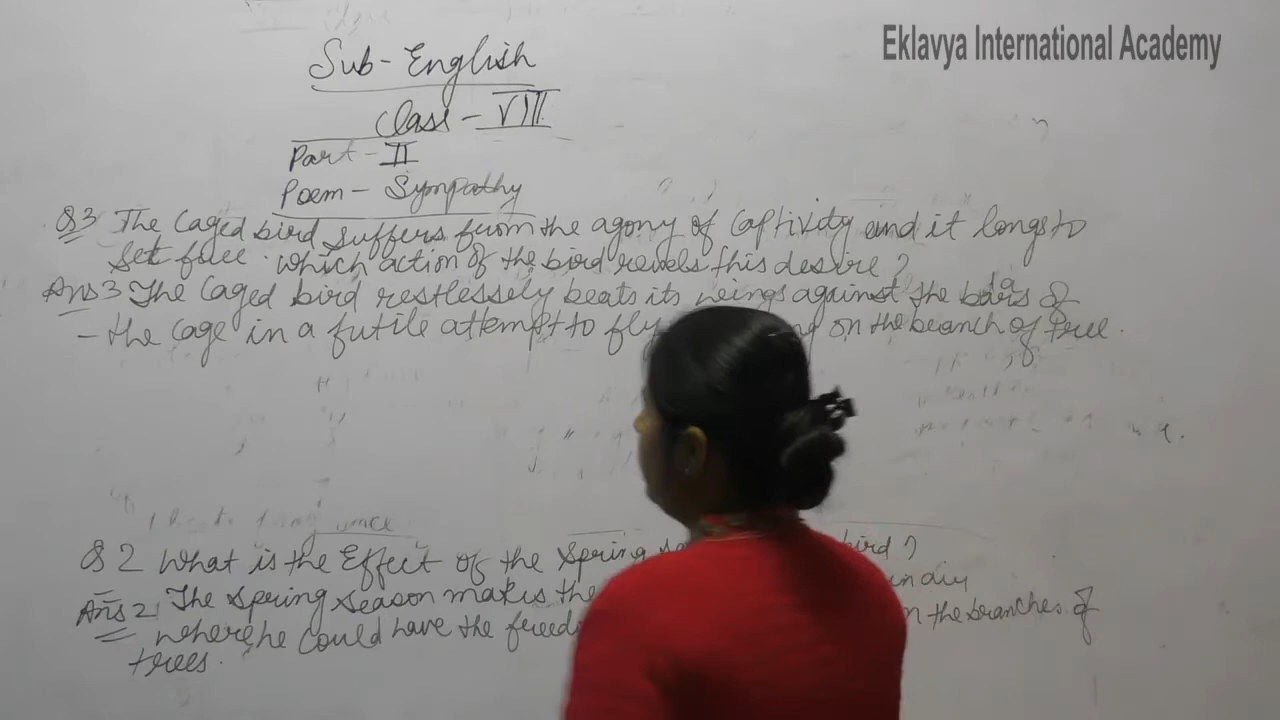 Eklavya International Academy
Sub- English
Class - VIII
Part - II
Poem - Sympathy
Q3 The Caged bird suffers from the agony of Captivity and it longs to
set free. which action of the bird revels this desire?
Ans 3 The Caged bird restlessely beats its wings against the bars of
- the cage in a futile attempt to fly on the branch of tree.
Q 2 What is the Effect of the Spring bird?
Ans 2 The spring season makes the
where he could have the the branches of
trees.